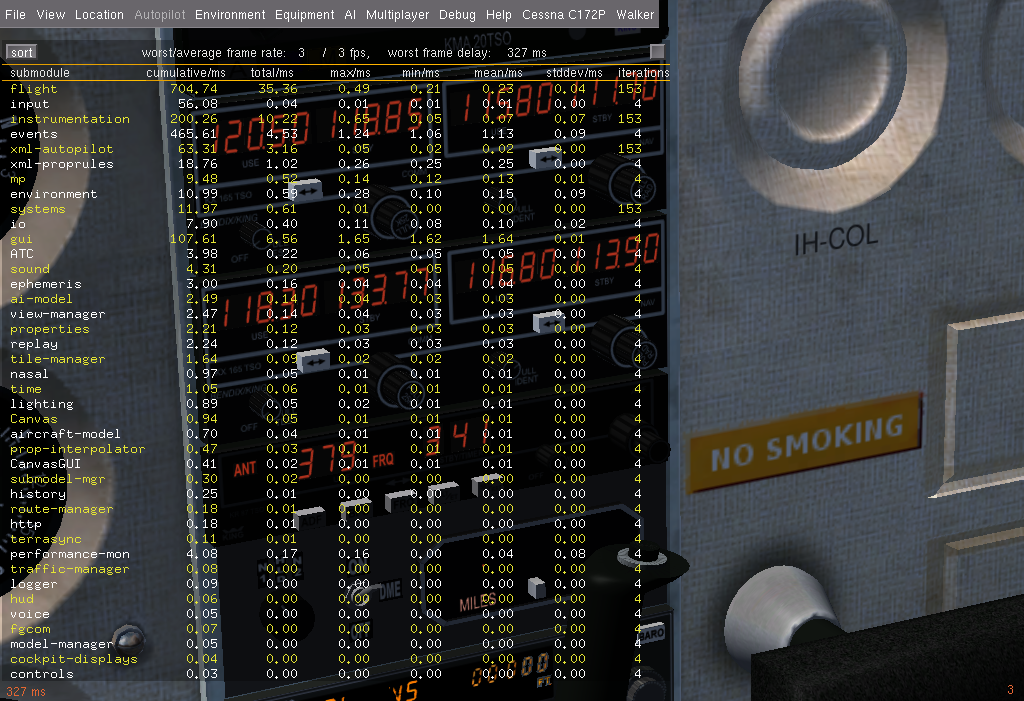 File View Location Autopilot Environment Equipment AI Multiplayer Debug Help Cessna C172P Walker
KMA 20TSO
sort worst/average frame rate: 3 / 3 fps, worst frame delay: 327 ms
submodule cumulative/ms total/ms max/ms min/ms mean/ms stddev/ms iterations
flight 704.74 35.36 0.49 0.21 0.23 0.04 153
input 56.08 0.04 0.01 0.01 0.01 0.00 4
instrumentation 200.26 10.22 0.65 0.05 0.07 0.07 153
events 465.61 4.53 1.24 1.06 1.13 0.09 4
xml-autopilot 63.31 3.16 0.05 0.02 0.02 0.00 153
xml-proprules 18.76 1.02 0.26 0.25 0.25 0.00 4
mp 9.48 0.52 0.14 0.12 0.13 0.01 4
environment 10.99 0.59 0.28 0.10 0.15 0.09 4
systems 11.97 0.61 0.01 0.00 0.00 0.00 153
io 7.90 0.40 0.11 0.08 0.10 0.02 4
gui 107.61 6.56 1.65 1.62 1.64 0.01 4
ATC 3.98 0.22 0.06 0.05 0.05 0.00 4
sound 4.31 0.20 0.05 0.05 0.05 0.00 4
ephemeris 3.00 0.16 0.04 0.04 0.04 0.00 4
ai-model 2.49 0.14 0.04 0.03 0.03 0.00 4
view-manager 2.47 0.14 0.04 0.03 0.03 0.00 4
properties 2.21 0.12 0.03 0.03 0.03 0.00 4
replay 2.24 0.12 0.03 0.03 0.03 0.00 4
tile-manager 1.64 0.09 0.02 0.02 0.02 0.00 4
nasal 0.97 0.05 0.01 0.01 0.01 0.00 4
time 1.05 0.06 0.01 0.01 0.01 0.00 4
lighting 0.89 0.05 0.02 0.01 0.01 0.00 4
Canvas 0.94 0.05 0.01 0.01 0.01 0.00 4
aircraft-model 0.70 0.04 0.01 0.01 0.01 0.00 4
prop-interpolator 0.47 0.03 0.01 0.01 0.01 0.00 4
CanvasGUI 0.41 0.02 0.01 0.01 0.01 0.00 4
submodel-mgr 0.30 0.02 0.00 0.00 0.00 0.00 4
history 0.25 0.01 0.00 0.00 0.00 0.00 4
route-manager 0.18 0.01 0.00 0.00 0.00 0.00 4
http 0.18 0.01 0.00 0.00 0.00 0.00 4
terrasync 0.11 0.01 0.00 0.00 0.00 0.00 4
performance-mon 4.08 0.17 0.16 0.00 0.04 0.08 4
traffic-manager 0.08 0.00 0.00 0.00 0.00 0.00 4
logger 0.09 0.00 0.00 0.00 0.00 0.00 4
hud 0.06 0.00 0.00 0.00 0.00 0.00 4
voice 0.05 0.00 0.00 0.00 0.00 0.00 4
fgcom 0.07 0.00 0.00 0.00 0.00 0.00 4
model-manager 0.05 0.00 0.00 0.00 0.00 0.00 4
cockpit-displays 0.04 0.00 0.00 0.00 0.00 0.00 4
controls 0.03 0.00 0.00 0.00 0.00 0.00 4
327 ms 3
120.50
USE
STBY
OFF
118.30
113.90
STBY
OFF
ANT
FRQ
DME
MILES
IH-COL
NO SMOKING